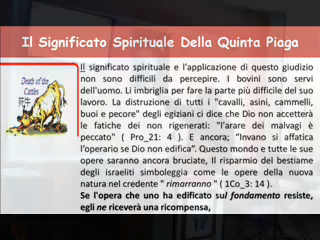 Il Significato Spirituale Della Quinta Piaga
Death of the
Cattles
Il significato spirituale e l'applicazione di questo giudizio
non sono difficili da percepire. I bovini sono servi
dell'uomo. Li imbriglia per fare la parte più difficile del suo
lavoro. La distruzione di tutti i "cavalli, asini, cammelli,
buoi e pecore" degli egiziani ci dice che Dio non accetterà
le fatiche dei non rigenerati: "l'arare dei malvagi è
peccato" ( Pro_21: 4 ). E ancora; "Invano si affatica
l'operario se Dio non edifica". Questo mondo e tutte le sue
opere saranno ancora bruciate, Il risparmio del bestiame
degli israeliti simboleggia come le opere della nuova
natura nel credente " rimarranno " ( 1Co_3: 14 ).
Se l'opera che uno ha edificato sul fondamento resiste,
egli ne riceverà una ricompensa,